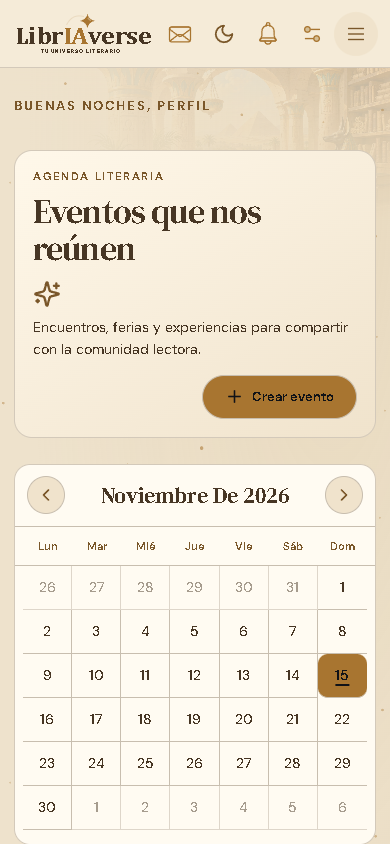 LibrIAverse
TU UNIVERSO LITERARIO
BUENAS NOCHES, PERFIL
AGENDA LITERARIA
Eventos que nos
reúnen
Encuentros, ferias y experiencias para compartir
con la comunidad lectora.
+ Crear evento
Noviembre De 2026
Lun Mar Mié Jue Vie Sáb Dom
26 27 28 29 30 31 1
2 3 4 5 6 7 8
9 10 11 12 13 14 15
16 17 18 19 20 21 22
23 24 25 26 27 28 29
30 1 2 3 4 5 6